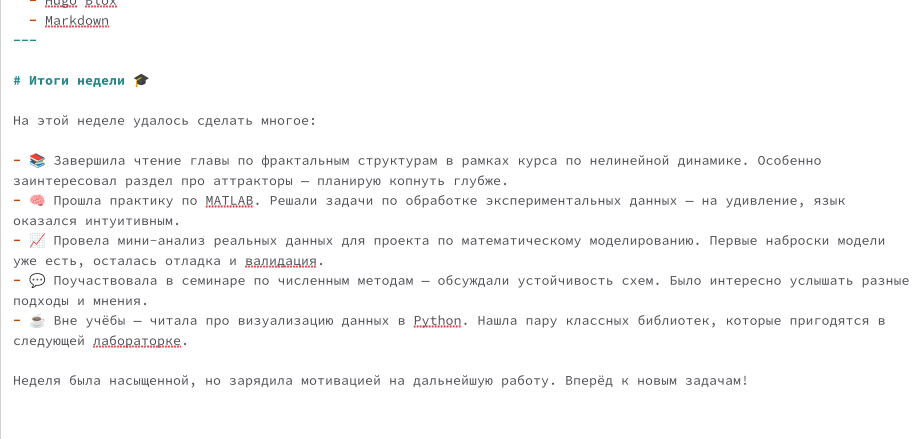 - Hugo Blox
- Markdown
---
# Итоги недели 🎓
На этой неделе удалось сделать многое:
- 📚 Завершила чтение главы по фрактальным структурам в рамках курса по нелинейной динамике. Особенно
заинтересовал раздел про аттракторы — планирую копнуть глубже.
- 🧠 Прошла практику по MATLAB. Решали задачи по обработке экспериментальных данных — на удивление, язык
оказался интуитивным.
- 📈 Провела мини-анализ реальных данных для проекта по математическому моделированию. Первые наброски модели
уже есть, осталась отладка и валидация.
- 💬 Поучаствовала в семинаре по численным методам — обсуждали устойчивость схем. Было интересно услышать разные
подходы и мнения.
- ☕ Вне учёбы — читала про визуализацию данных в Python. Нашла пару классных библиотек, которые пригодятся в
следующей лабораторке.
Неделя была насыщенной, но зарядила мотивацией на дальнейшую работу. Вперёд к новым задачам!